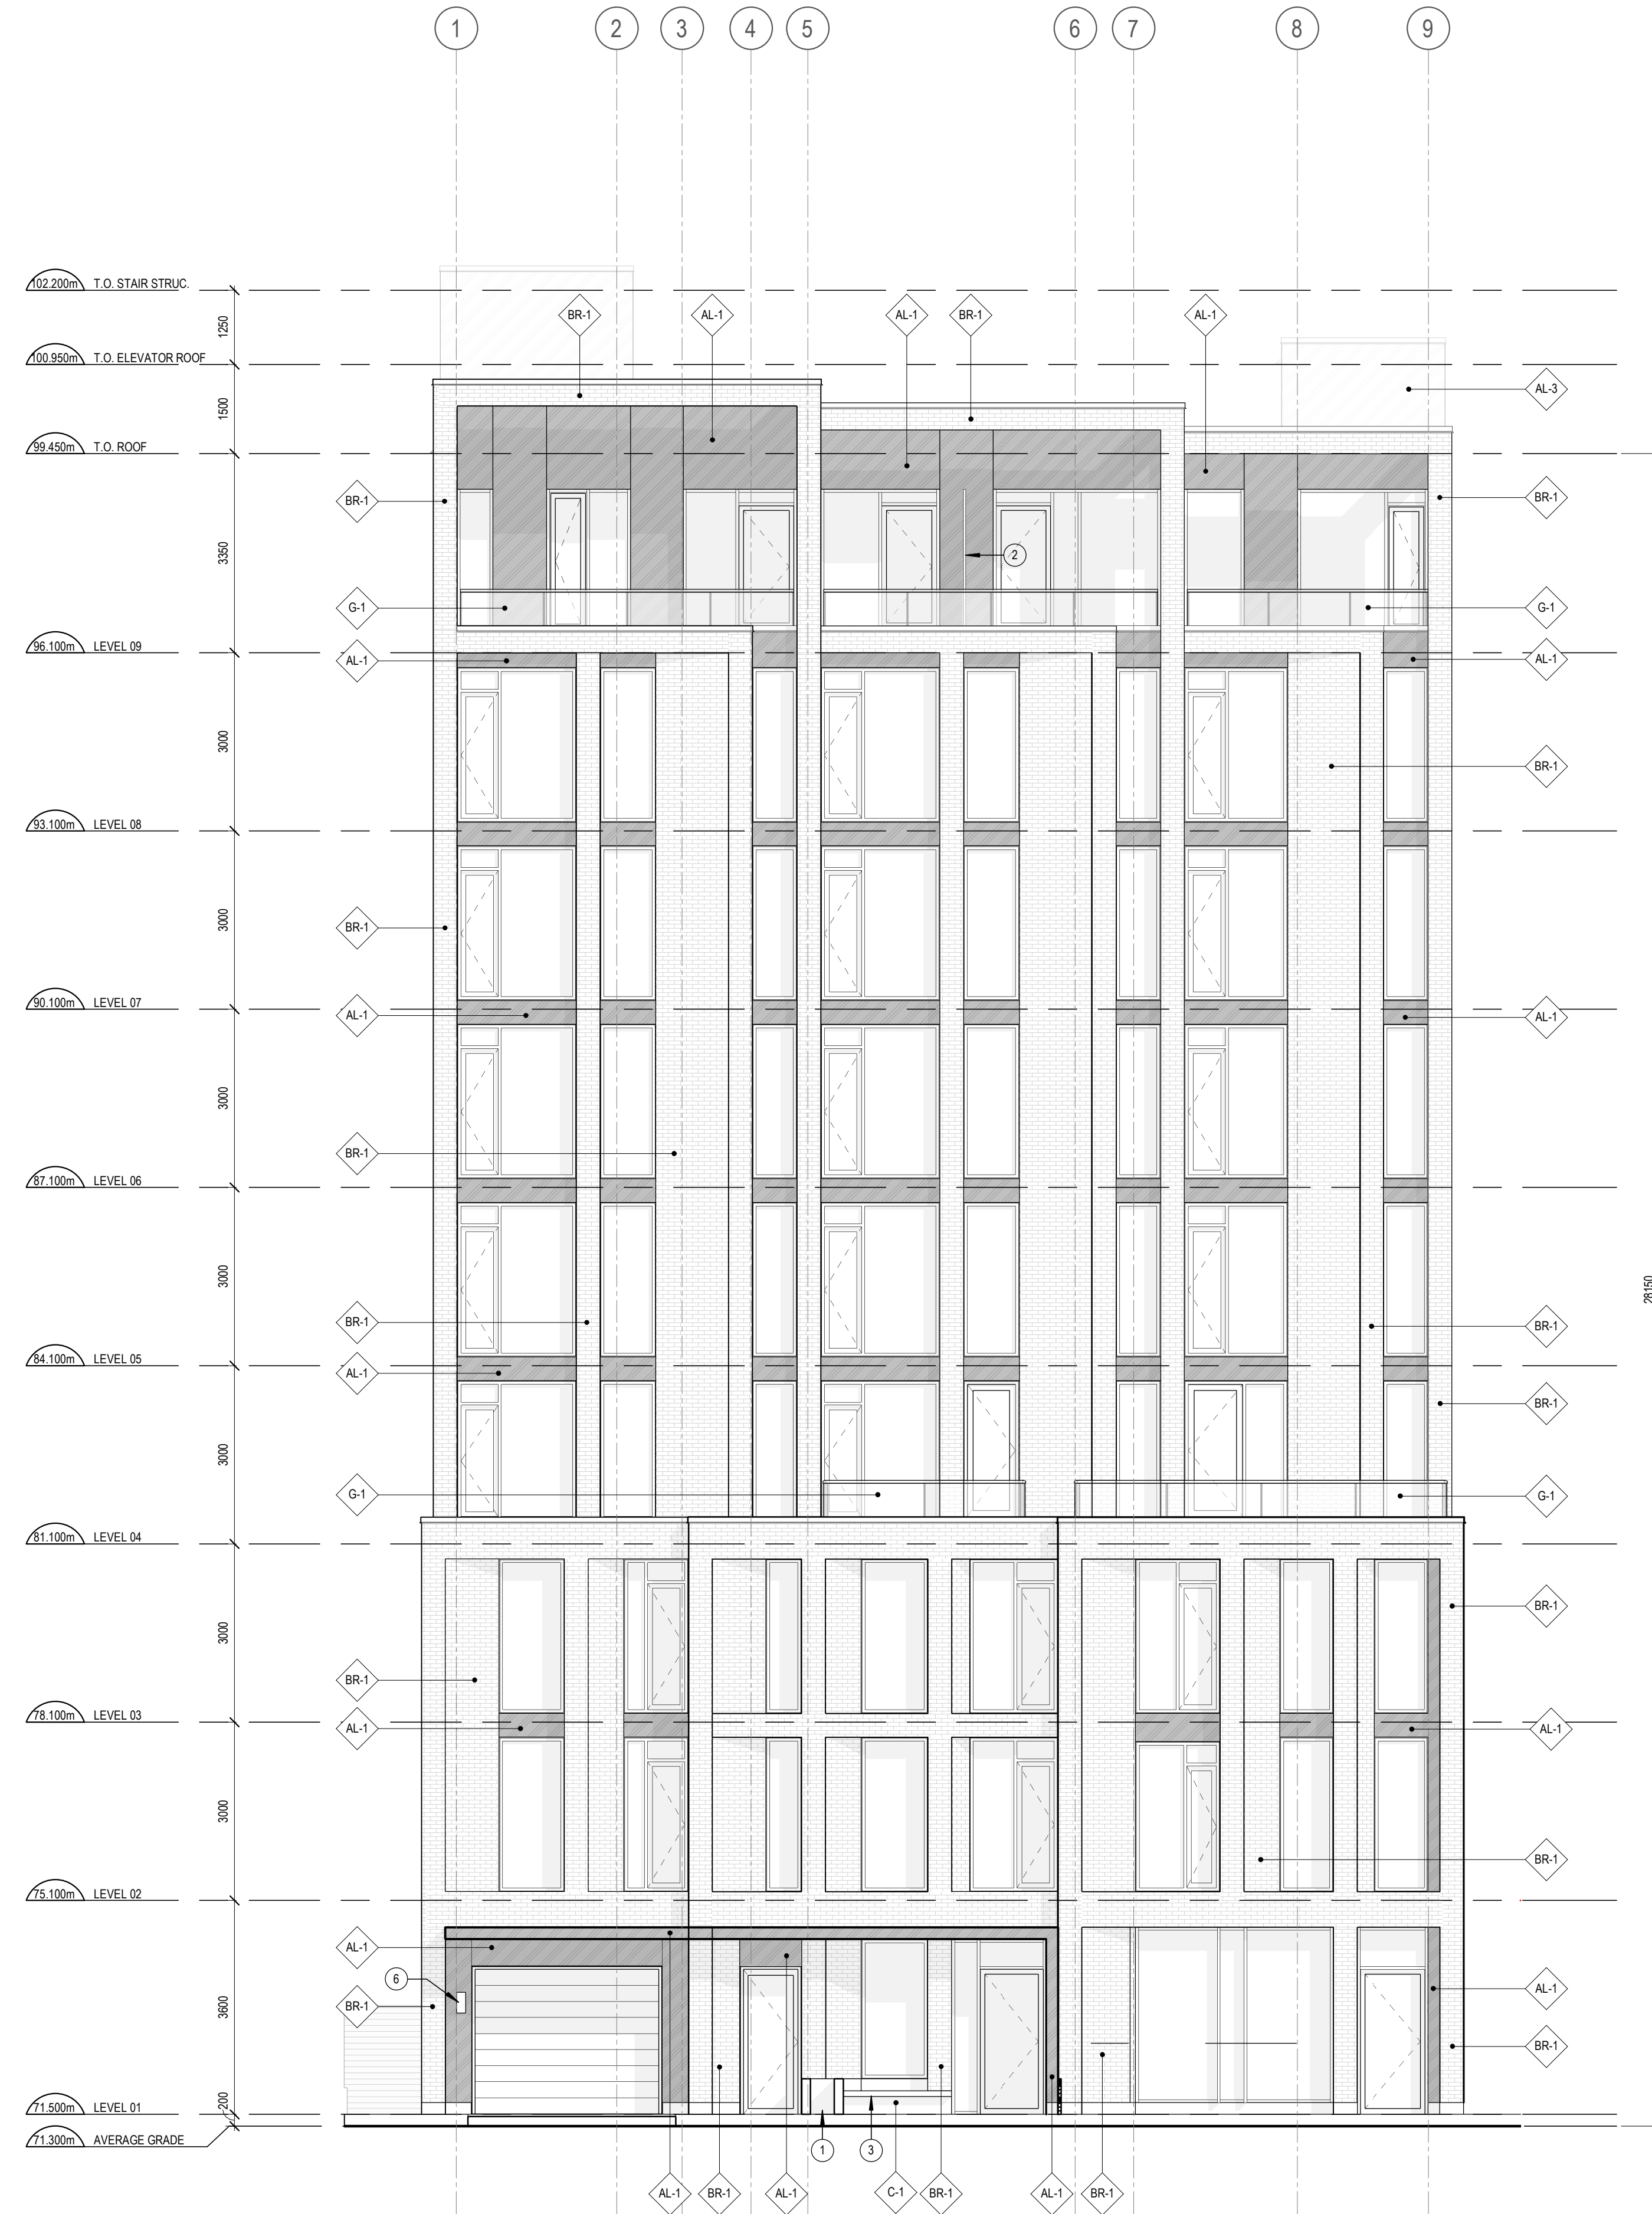 1 2 3 4 5 6 7 8 9
102.200m T.O. STAIR STRUC.
1250
BR-1 AL-1 AL-1 BR-1 AL-1
100.950m T.O. ELEVATOR ROOF
AL-3
1500
99.450m T.O. ROOF
BR-1 BR-1
3350
2
G-1 G-1
96.100m LEVEL 09
AL-1 AL-1
3000
BR-1
93.100m LEVEL 08
3000
BR-1
90.100m LEVEL 07
AL-1 AL-1
3000
BR-1
87.100m LEVEL 06
3000
28150
BR-1 BR-1
84.100m LEVEL 05
AL-1
BR-1
3000
G-1 G-1
81.100m LEVEL 04
BR-1
3000
BR-1
78.100m LEVEL 03
AL-1 AL-1
3000
BR-1
75.100m LEVEL 02
AL-1
6
AL-1
3600
BR-1
BR-1
200
71.500m LEVEL 01
71.300m AVERAGE GRADE
1 3
AL-1 BR-1 AL-1 C-1 BR-1 AL-1 BR-1